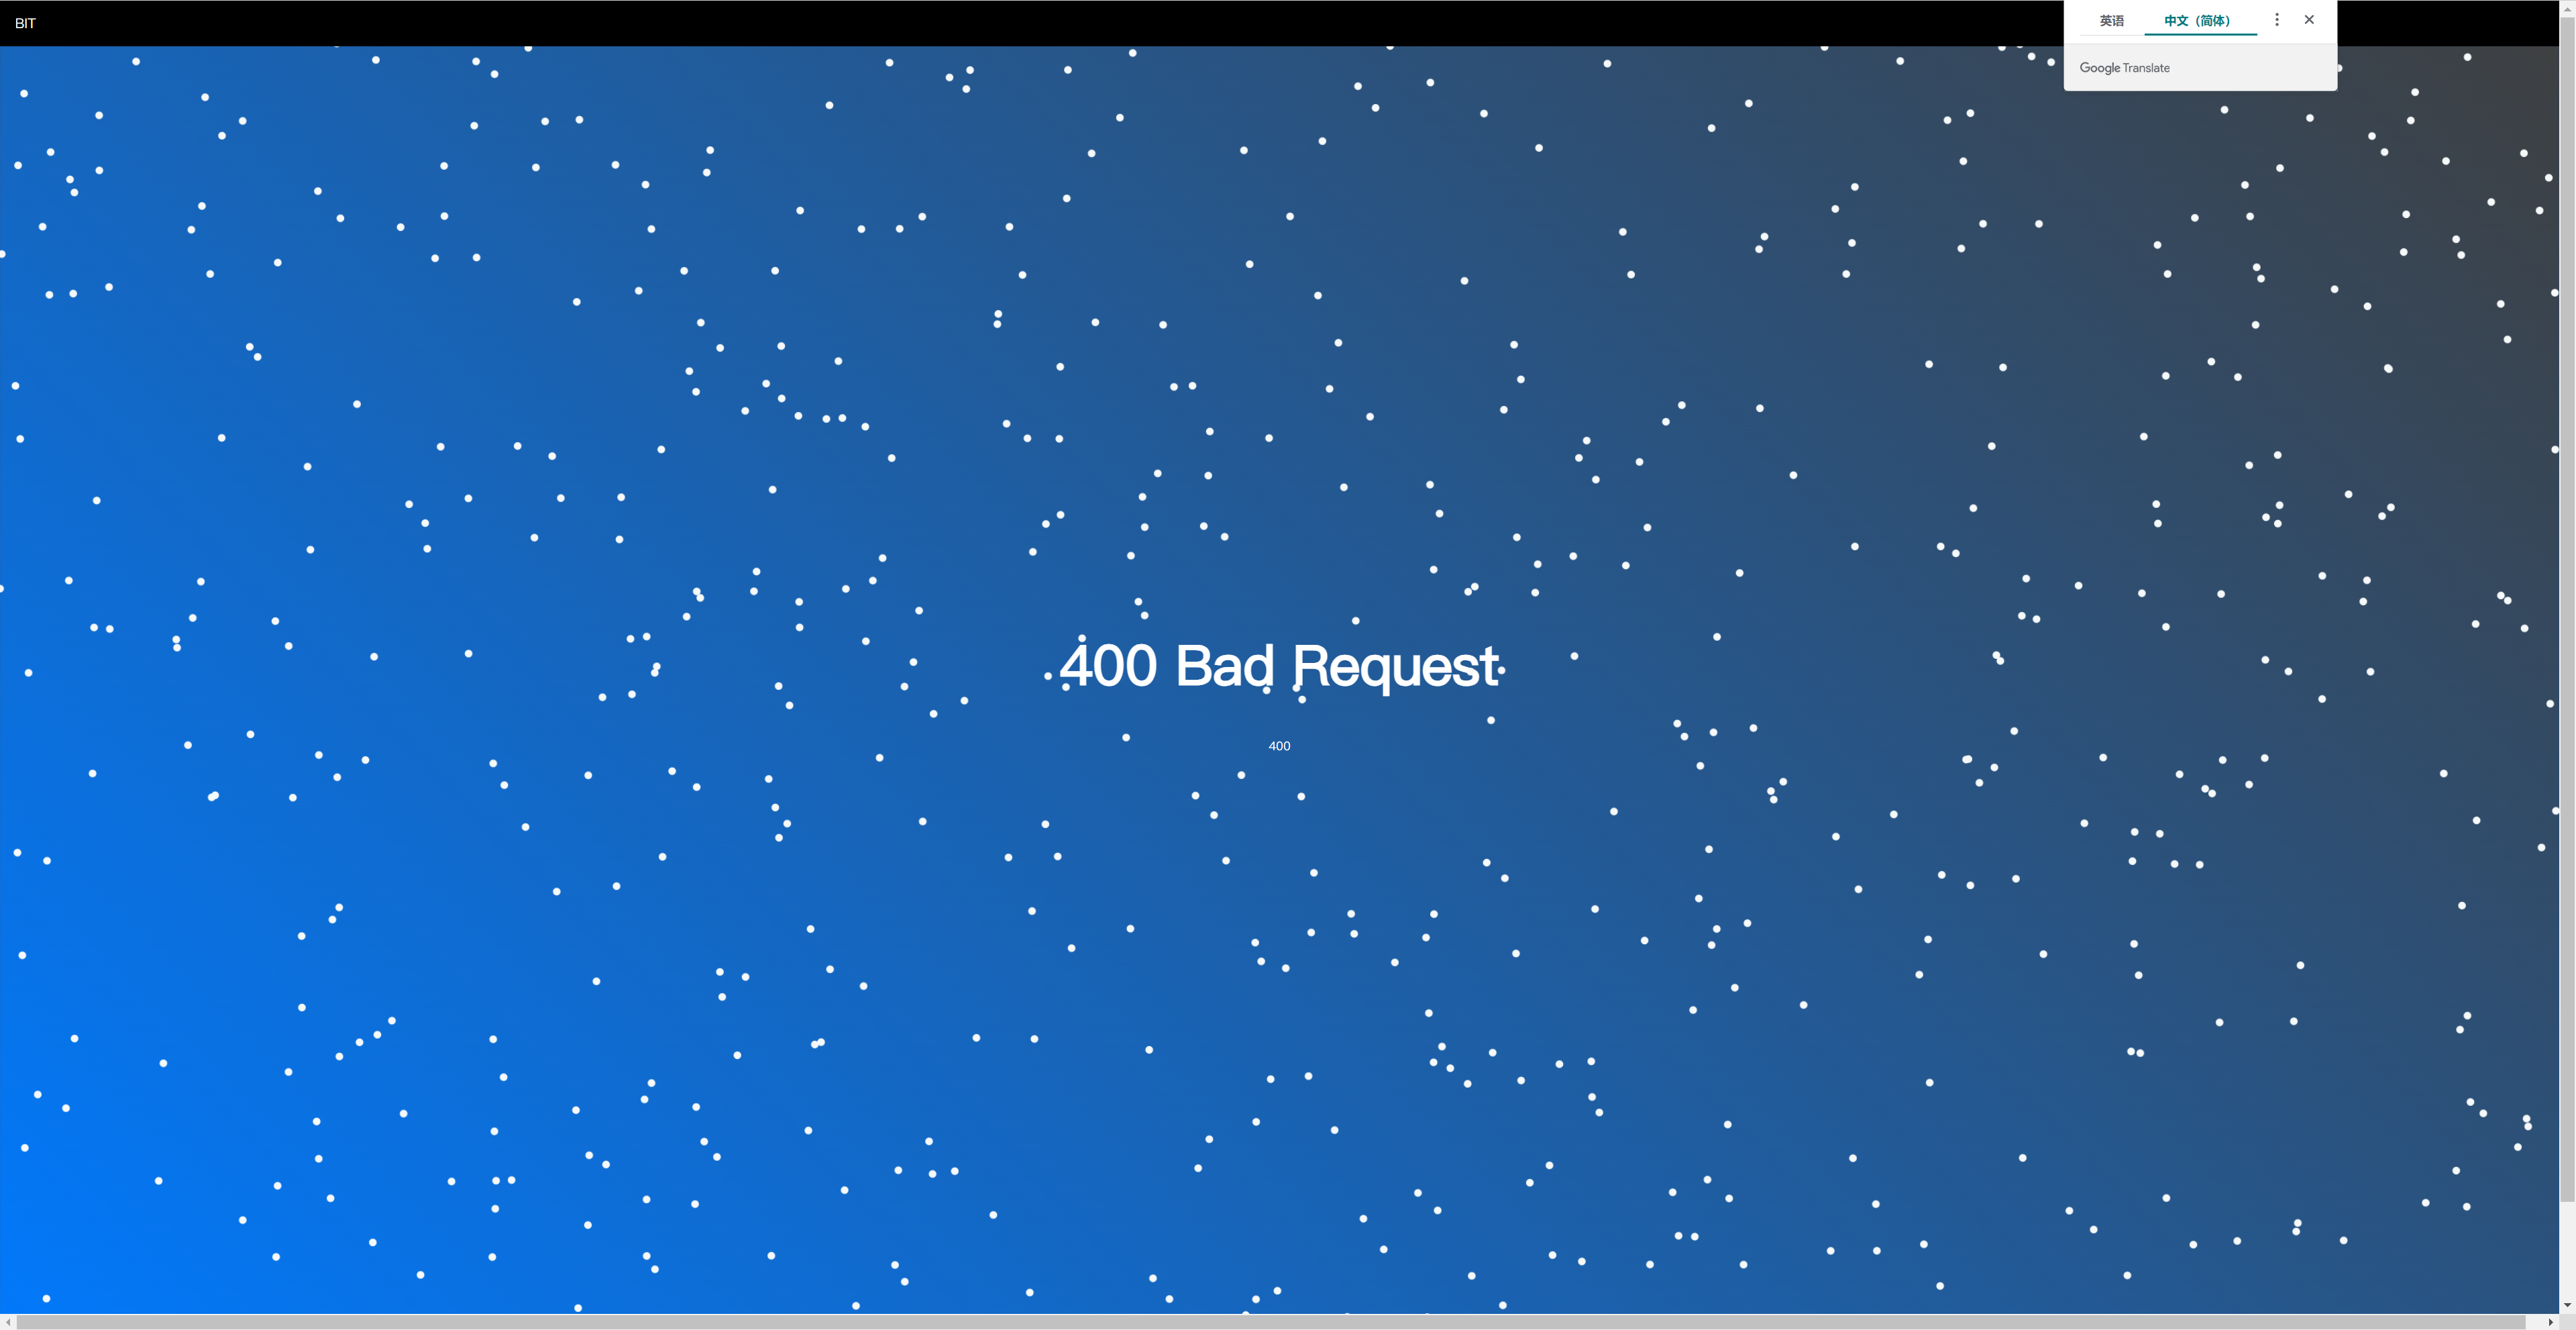 BIT
英语
中文（简体）
Google Translate
400 Bad Request
400